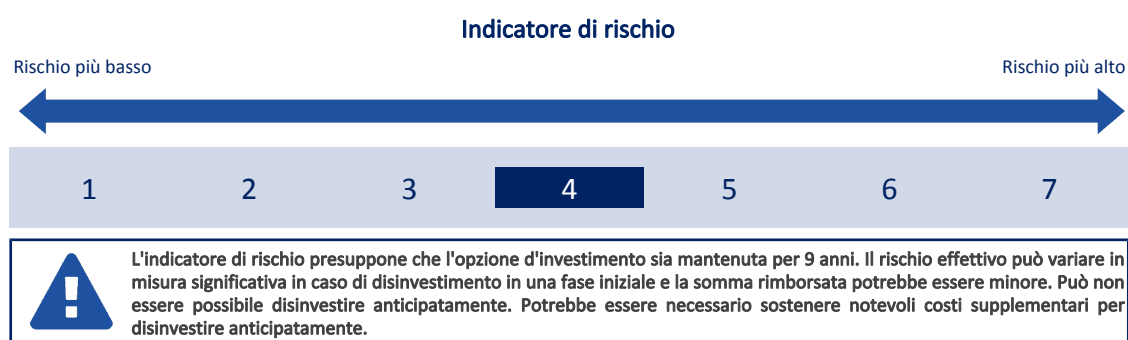 Indicatore di rischio
Rischio più basso
Rischio più alto
1 2 3 4 5 6 7
L'indicatore di rischio presuppone che l'opzione d'investimento sia mantenuta per 9 anni. Il rischio effettivo può variare in
misura significativa in caso di disinvestimento in una fase iniziale e la somma rimborsata potrebbe essere minore. Può non
essere possibile disinvestire anticipatamente. Potrebbe essere necessario sostenere notevoli costi supplementari per
disinvestire anticipatamente.